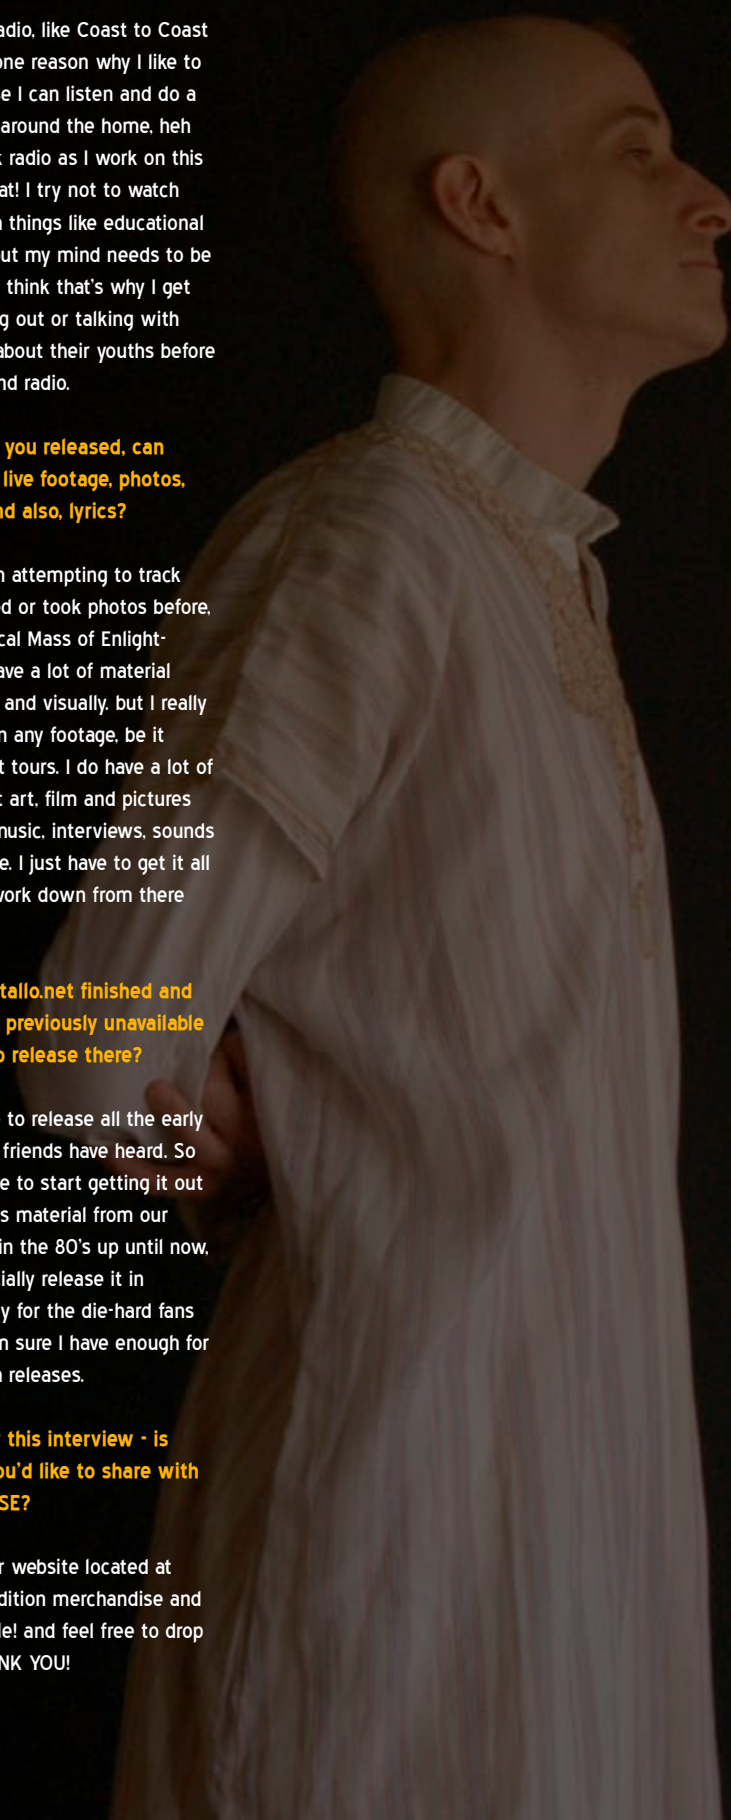 adio, like Coast to Coast
one reason why I like to
e I can listen and do a
around the home, heh
radio as I work on this
at! I try not to watch
things like educational
ut my mind needs to be
think that's why I get
g out or talking with
about their youths before
nd radio.
you released, can
live footage, photos,
nd also, lyrics?
n attempting to track
ed or took photos before,
cal Mass of Enlight-
ave a lot of material
and visually. but I really
n any footage, be it
t tours. I do have a lot of
t art, film and pictures
music, interviews, sounds
e. I just have to get it all
work down from there
tallo.net finished and
previously unavailable
o release there?
to release all the early
friends have heard. So
e to start getting it out
s material from our
in the 80's up until now,
ially release it in
y for the die-hard fans
m sure I have enough for
n releases.
this interview - is
ou'd like to share with
SE?
r website located at
dition merchandise and
le! and feel free to drop
NK YOU!